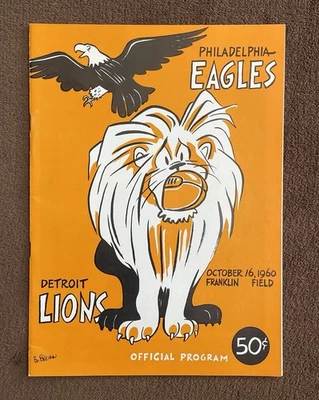 PHILADELPHIA
EAGLES
OCTOBER 16, 1960
FRANKLIN FIELD
DETROIT
LIONS
50¢
OFFICIAL PROGRAM